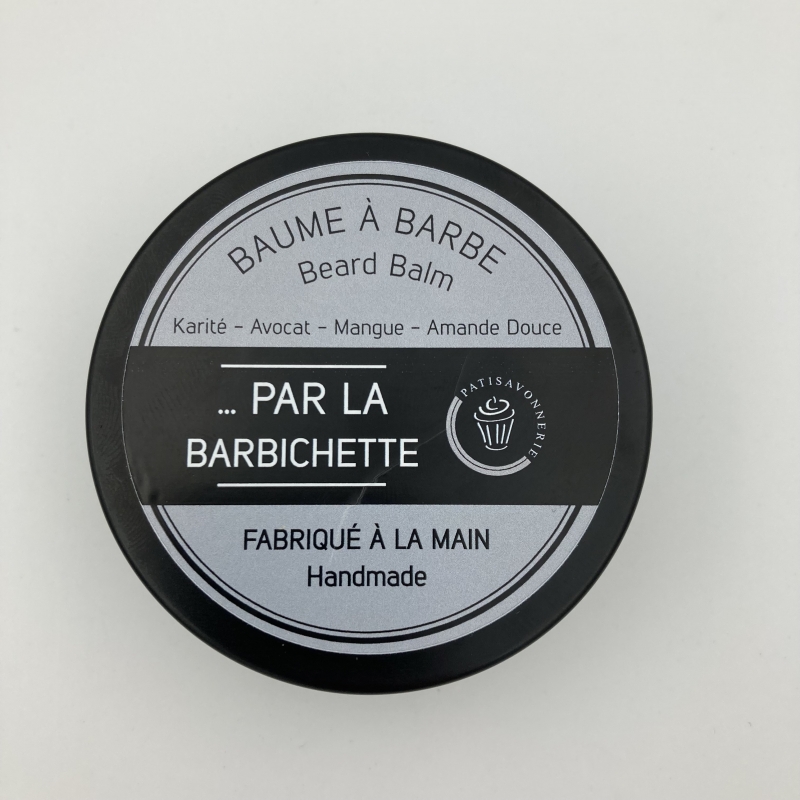 BAUME À BARBE
Beard Balm
Karité - Avocat - Mangue - Amande Douce
... PAR LA
BARBICHETTE
PATISAVONNERIE
FABRIQUÉ À LA MAIN
Handmade